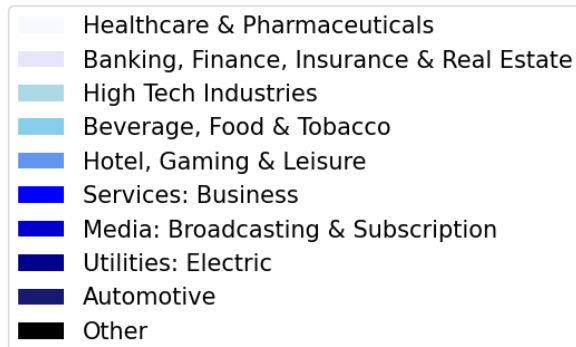 Healthcare & Pharmaceuticals
Banking, Finance, Insurance & Real Estate
High Tech Industries
Beverage, Food & Tobacco
Hotel, Gaming & Leisure
Services: Business
Media: Broadcasting & Subscription
Utilities: Electric
Automotive
Other